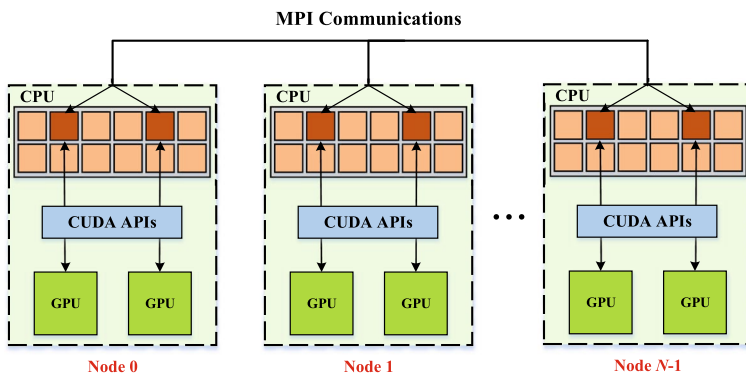 MPI Communications
CPU
CUDA APIs
GPU
GPU
Node 0
CPU
CUDA APIs
GPU
GPU
Node 1
...
CPU
CUDA APIs
GPU
GPU
Node N-1